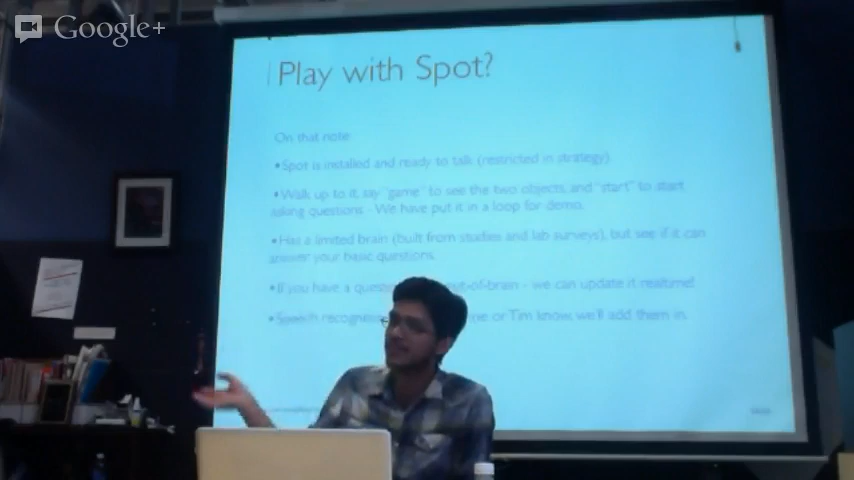 Google+
Play with Spot?
On that note
•Spot is installed and ready to talk (restricted in strategy).
•Walk up to it, say "game" to see the two objects, and "start" to start
asking questions - We have put it in a loop for demo.
•Has a limited brain (built from studies and lab surveys), but see if it can
answer your basic questions.
•If you have a out-of-brain - we can update it realtime!
•Speech or Tim know, we'll add them in.